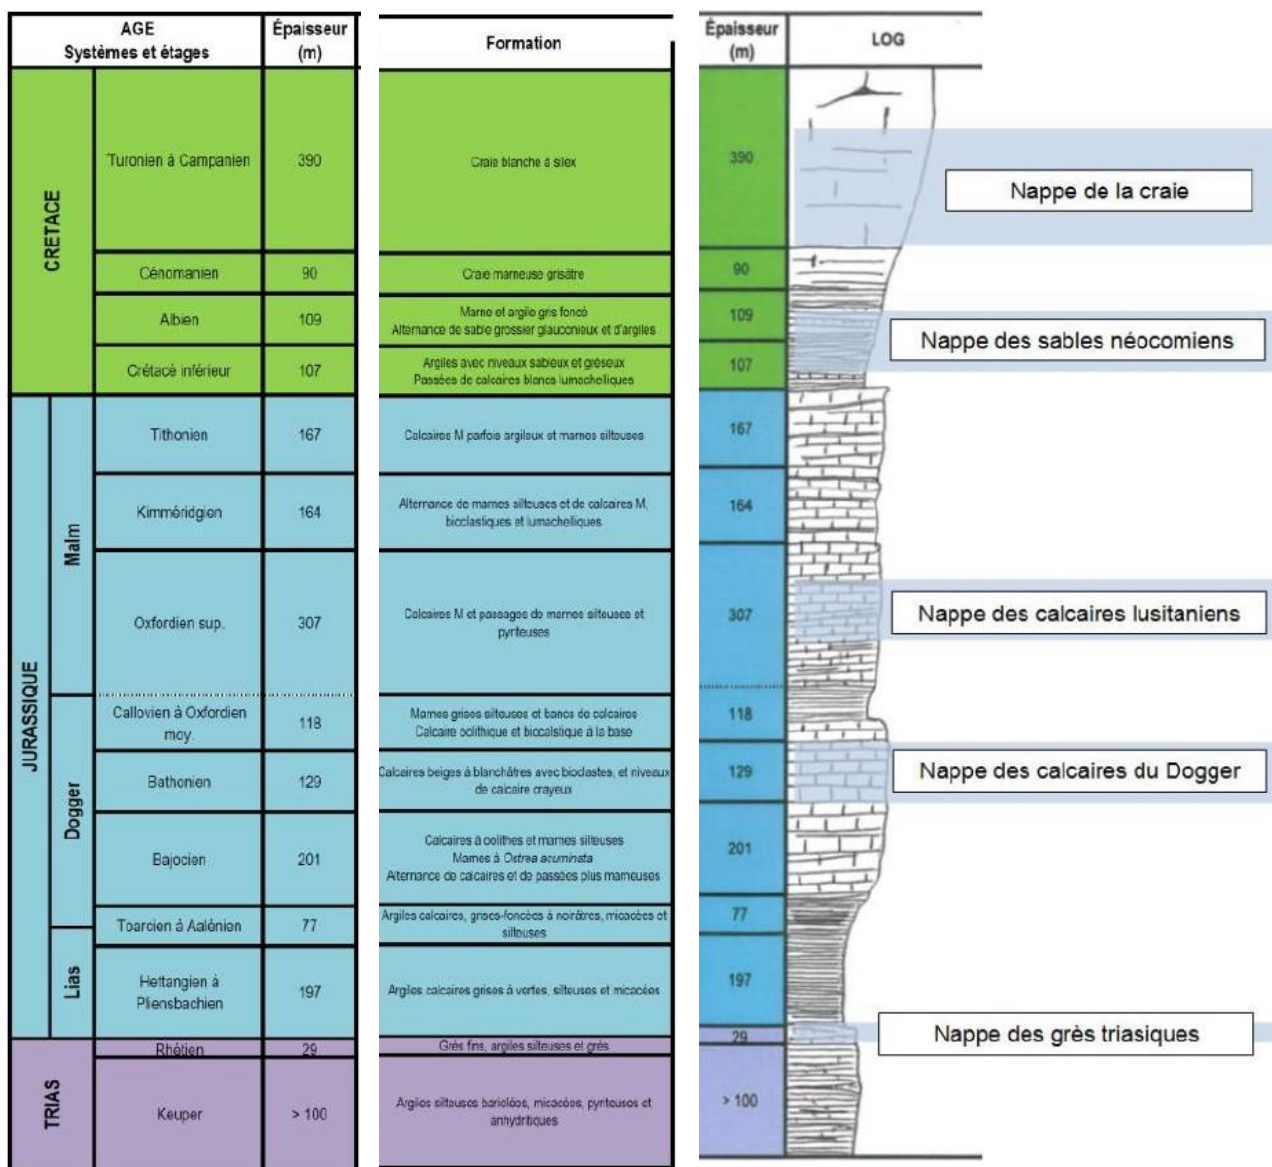 AGE
Systèmes et étages
Épaisseur
(m)
CRETACE
Turonien à Campanien
390
Cénomanien
90
Albien
109
Crétacé inférieur
107
JURASSIQUE
Malm
Tithonien
167
Kimméridgien
164
Oxfordien sup.
307
Dogger
Callovien à Oxfordien
moy.
118
Bathonien
129
Bajocien
201
Toarcien à Aalénien
77
Lias
Hettangien à
Pliensbachien
197
TRIAS
Rhétien
29
Keuper
> 100
Formation
Craie blanche à silex
Craie marneuse grisâtre
Marne et argile gris foncé
Alternance de sable grossier glauconieux et d'argiles
Argiles avec niveaux sableux et gréseux
Passées de calcaires blancs lumachelliques
Calcaires M parfois argileux et marnes silteuses
Alternance de marnes silteuses et de calcaires M,
bioclastiques et lumachelliques
Calcaires M et passages de marnes silteuses et
pyriteuses
Marnes grises silteuses et bancs de calcaires
Calcaire oolithique et biocalstique à la base
Calcaires beiges à blanchâtres avec bioclastes, et niveaux
de calcaire crayeux
Calcaires à oolithes et marnes silteuses
Marnes à Ostrea acuminata
Alternance de calcaires et de passées plus marneuses
Argiles calcaires, grises-foncées à noirâtres, micacées et
silteuses
Argiles calcaires grises à vertes, silteuses et micacées
Grès fins, argiles silteuses et grès
Argiles silteuses bariolées, micacées, pyriteuses et
anhydritiques
Épaisseur
(m)
LOG
390
90
109
107
167
164
307
118
129
201
77
197
29
> 100
Nappe de la craie
Nappe des sables néocomiens
Nappe des calcaires lusitaniens
Nappe des calcaires du Dogger
Nappe des grès triasiques